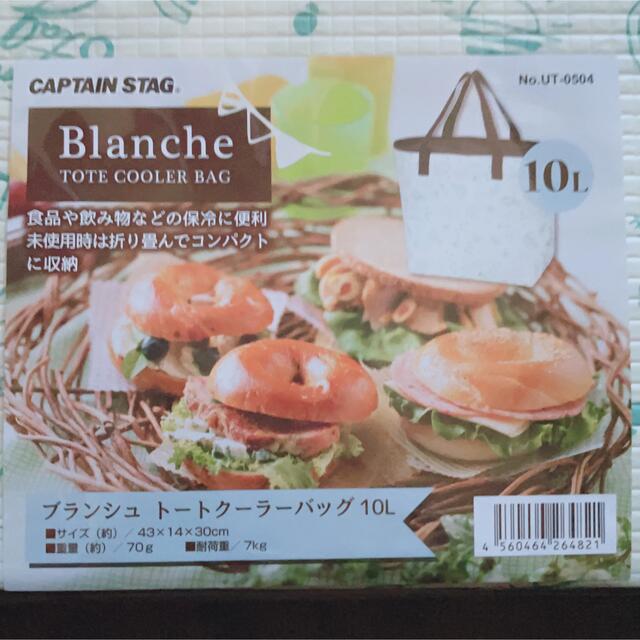 CAPTAIN STAG®
No.UT-0504
Blanche
TOTE COOLER BAG
10L
食品や飲み物などの保冷に便利
未使用時は折り畳んでコンパクト
に収納
ブランシュ トートクーラーバッグ 10L
■サイズ（約）／43×14×30cm
■重量（約）／70g ■耐荷重／7kg
4 560464 264821